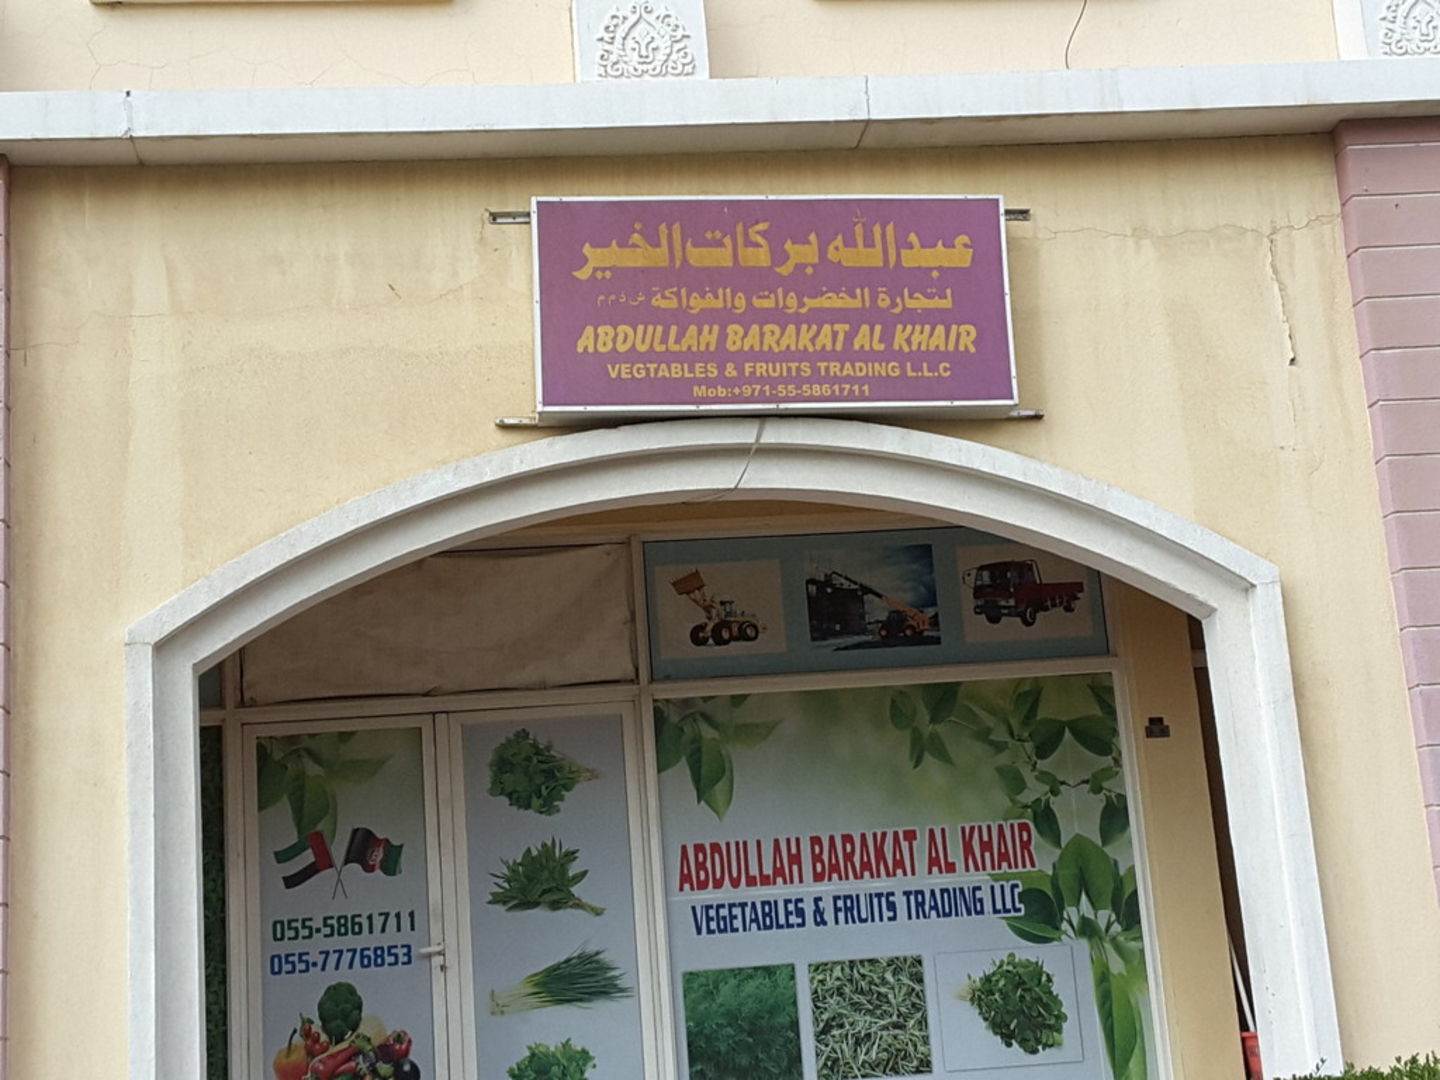 عبدالله بركات الخير
لتجارة الخضروات والفواكة ش ذ م م
ABDULLAH BARAKAT AL KHAIR
VEGTABLES & FRUITS TRADING L.L.C
Mob:+971-55-5861711
ABDULLAH BARAKAT AL KHAIR
VEGETABLES & FRUITS TRADING LLC
055-5861711
055-7776853